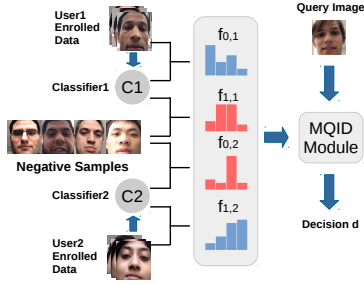 User1
Enrolled
Data
Query Image
f0,1
Classifier1
C1
f1,1
MQID
Module
f0,2
Negative Samples
Classifier2
C2
f1,2
Decision d
User2
Enrolled
Data